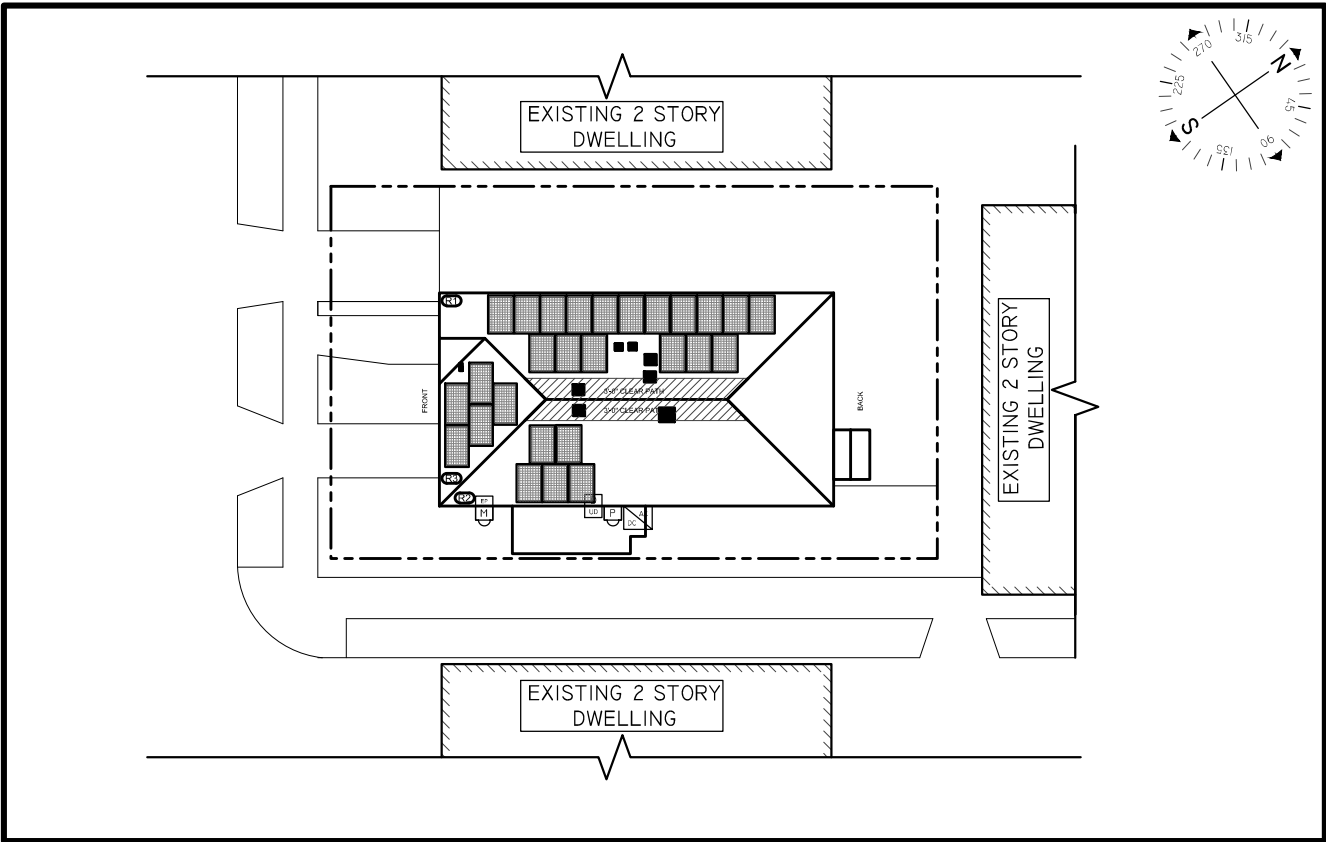 EXISTING 2 STORY
DWELLING
N
45
90
135
S
225
270
315
R1
FRONT
3'-0" CLEAR PATH
3'-0" CLEAR PATH
BACK
EXISTING 2 STORY
DWELLING
R3
R2
EP
M
UD
P
DC
EXISTING 2 STORY
DWELLING